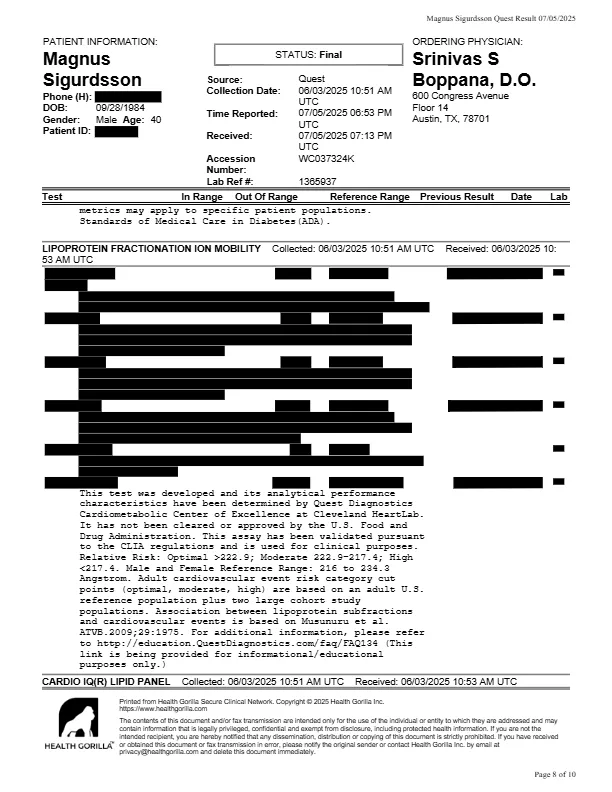 Magnus Sigurdsson Quest Result 07/05/2025
PATIENT INFORMATION:
Magnus
Sigurdsson
Phone (H):
DOB: 09/28/1984
Gender: Male Age: 40
Patient ID:
STATUS: Final
Source: Quest
Collection Date: 06/03/2025 10:51 AM
UTC
Time Reported: 07/05/2025 06:53 PM
UTC
Received: 07/05/2025 07:13 PM
UTC
Accession WC037324K
Number:
Lab Ref #: 1365937
ORDERING PHYSICIAN:
Srinivas S
Boppana, D.O.
600 Congress Avenue
Floor 14
Austin, TX, 78701
Test In Range Out Of Range Reference Range Previous Result Date Lab
metrics may apply to specific patient populations.
Standards of Medical Care in Diabetes(ADA).
LIPOPROTEIN FRACTIONATION ION MOBILITY Collected: 06/03/2025 10:51 AM UTC Received: 06/03/2025 10:
53 AM UTC
This test was developed and its analytical performance
characteristics have been determined by Quest Diagnostics
Cardiometabolic Center of Excellence at Cleveland HeartLab.
It has not been cleared or approved by the U.S. Food and
Drug Administration. This assay has been validated pursuant
to the CLIA regulations and is used for clinical purposes.
Relative Risk: Optimal >222.9; Moderate 222.9-217.4; High
<217.4. Male and Female Reference Range: 216 to 234.3
Angstrom. Adult cardiovascular event risk category cut
points (optimal, moderate, high) are based on an adult U.S.
reference population plus two large cohort study
populations. Association between lipoprotein subfractions
and cardiovascular events is based on Musunuru et al.
ATVB.2009;29:1975. For additional information, please refer
to http://education.QuestDiagnostics.com/faq/FAQ134 (This
link is being provided for informational/educational
purposes only.)
CARDIO IQ(R) LIPID PANEL Collected: 06/03/2025 10:51 AM UTC Received: 06/03/2025 10:53 AM UTC
HEALTH GORILLA
Printed from Health Gorilla Secure Clinical Network. Copyright © 2025 Health Gorilla Inc.
https://www.healthgorilla.com
The contents of this document and/or fax transmission are intended only for the use of the individual or entity to which they are addressed and may
contain information that is legally privileged, confidential and exempt from disclosure, including protected health information. If you are not the
intended recipient, you are hereby notified that any dissemination, distribution or copying of this document is strictly prohibited. If you have received
or obtained this document or fax transmission in error, please notify the original sender or contact Health Gorilla Inc. by email at
privacy@healthgorilla.com and delete this document immediately.
Page 8 of 10